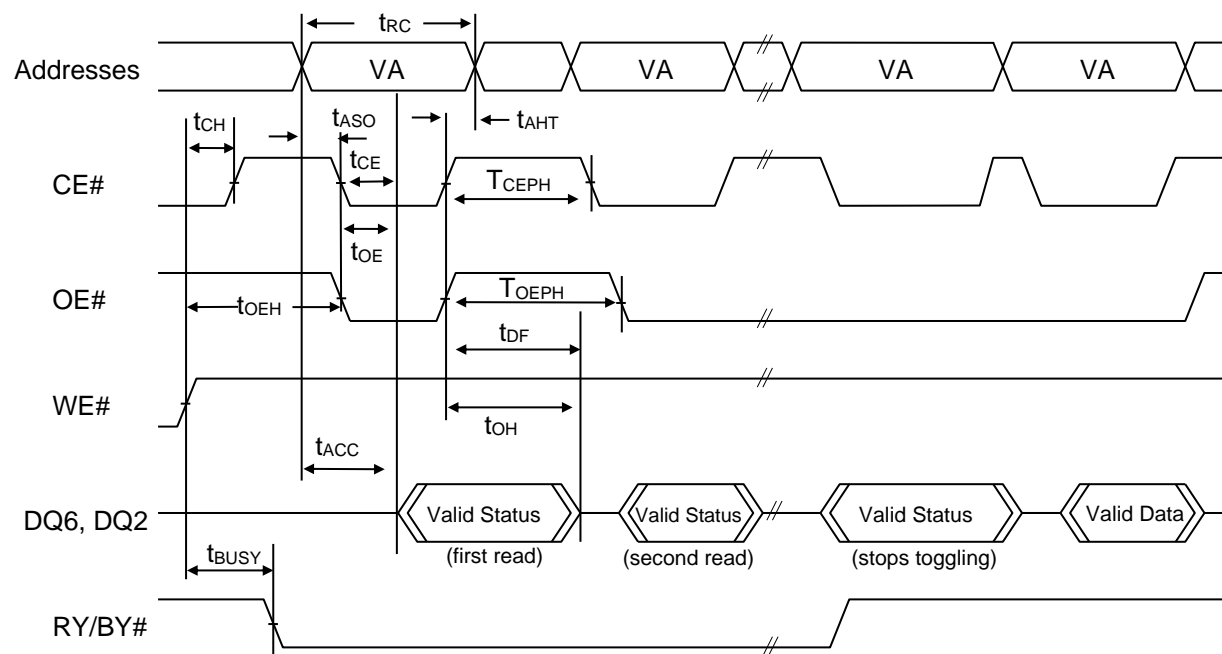 tRC
Addresses
VA
VA
VA
VA
tCH
tASO
tAHT
tCE
CE#
TCEPH
tOE
OE#
tOEH
TOEPH
tDF
WE#
tOH
tACC
DQ6, DQ2
Valid Status
Valid Status
Valid Status
Valid Data
(first read)
(second read)
(stops toggling)
tBUSY
RY/BY#